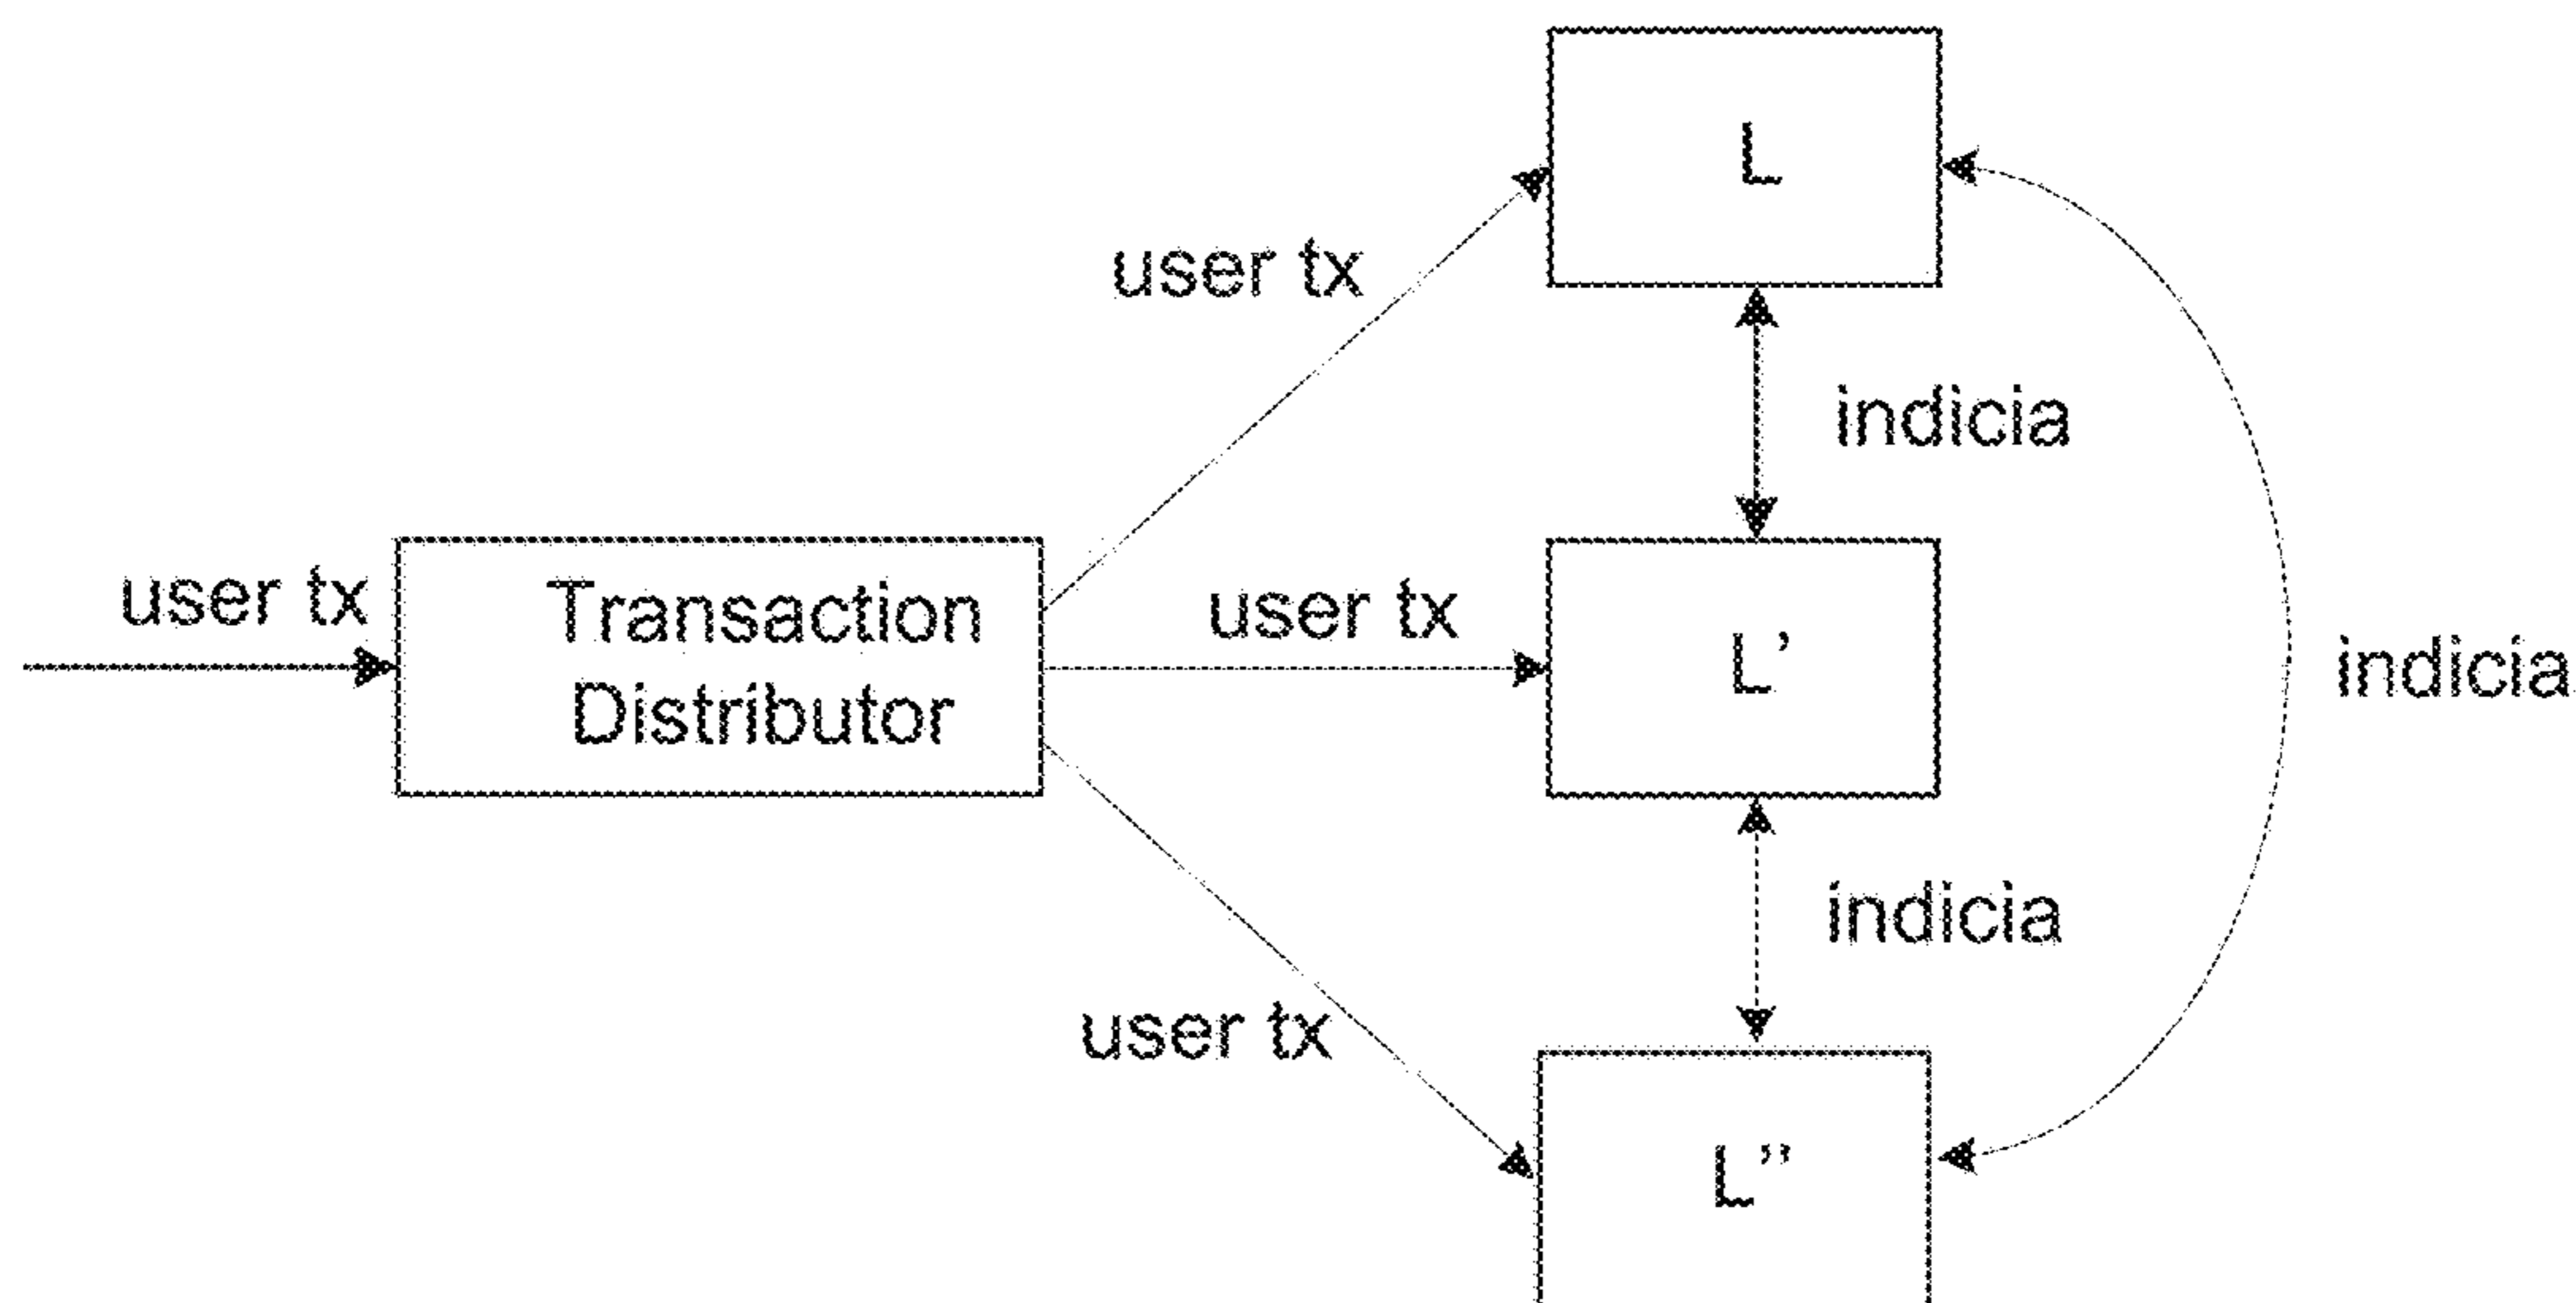 L
user tx
indicia
user tx
Transaction
Distributor
user tx
L’
indicia
indicia
user tx
L’’